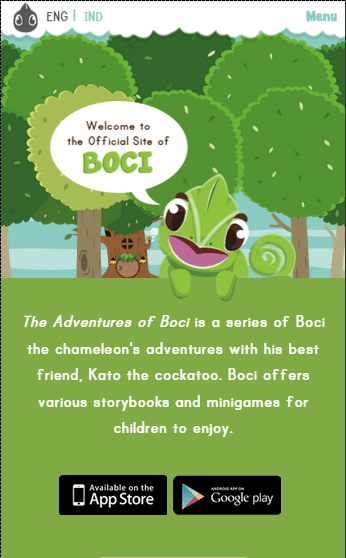 ENG | IND
Menu
Welcome to
the Official Site of
BOCI
The Adventures of Boci is a series of Boci
the chameleon's adventures with his best
friend, Kato the cockatoo. Boci offers
various storybooks and minigames for
children to enjoy.
Available on the
App Store
ANDROID APP ON
Google play